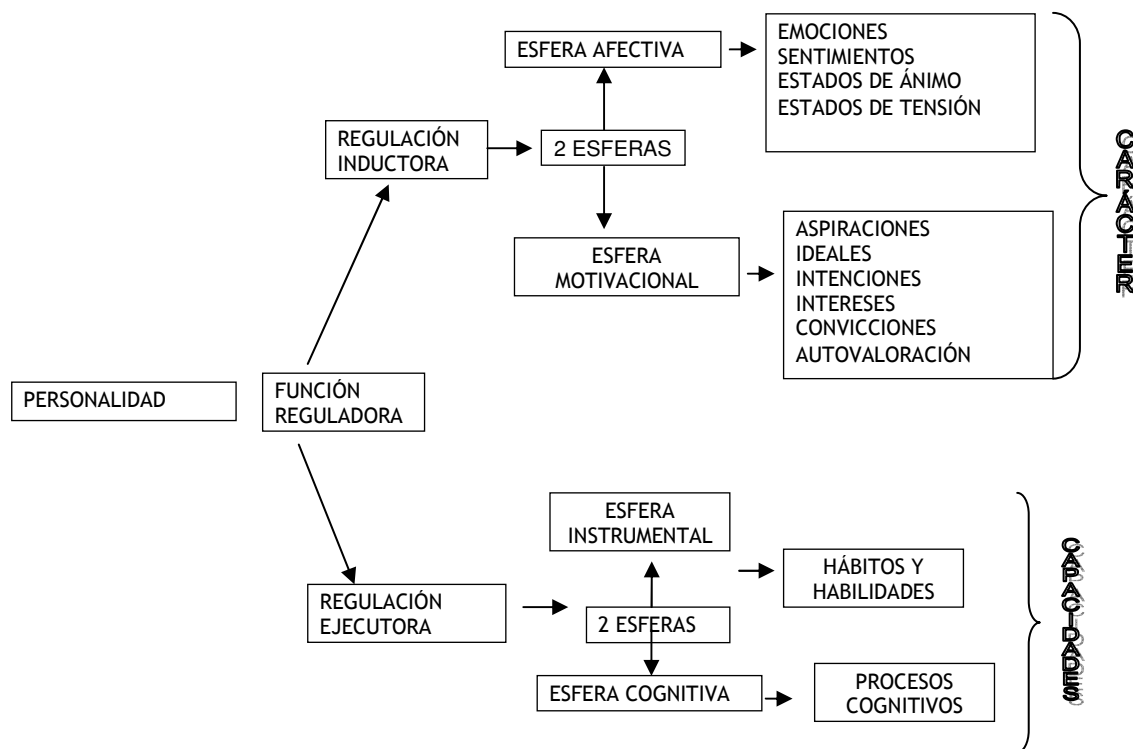 ESFERA AFECTIVA
EMOCIONES
SENTIMIENTOS
ESTADOS DE ÁNIMO
ESTADOS DE TENSIÓN
REGULACIÓN
INDUCTORA
2 ESFERAS
ESFERA
MOTIVACIONAL
ASPIRACIONES
IDEALES
INTENCIONES
INTERESES
CONVICCIONES
AUTOVALORACIÓN
CARÁCTER
PERSONALIDAD
FUNCIÓN
REGULADORA
REGULACIÓN
EJECUTORA
2 ESFERAS
ESFERA
INSTRUMENTAL
HÁBITOS Y
HABILIDADES
ESFERA COGNITIVA
PROCESOS
COGNITIVOS
CAPACIDADES